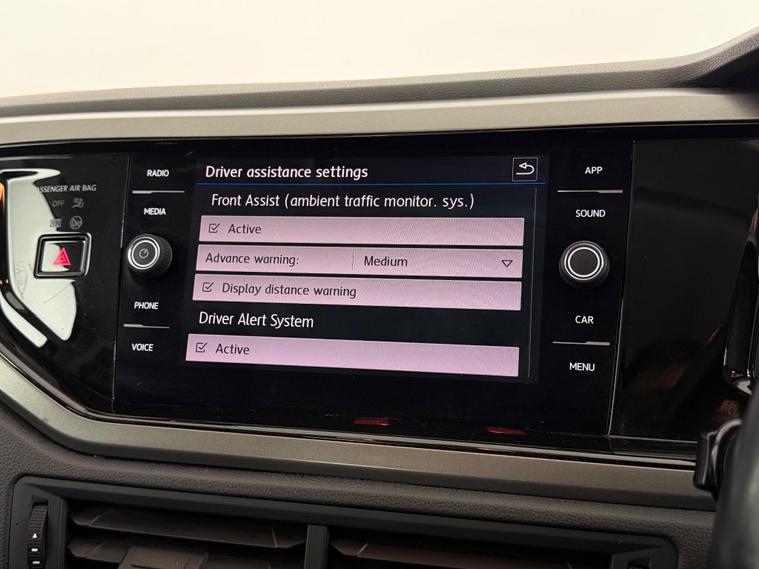 PASSENGER AIR BAG
OFF
RADIO
MEDIA
PHONE
VOICE
Driver assistance settings
Front Assist (ambient traffic monitor. sys.)
Active
Advance warning: Medium
Display distance warning
Driver Alert System
Active
APP
SOUND
CAR
MENU